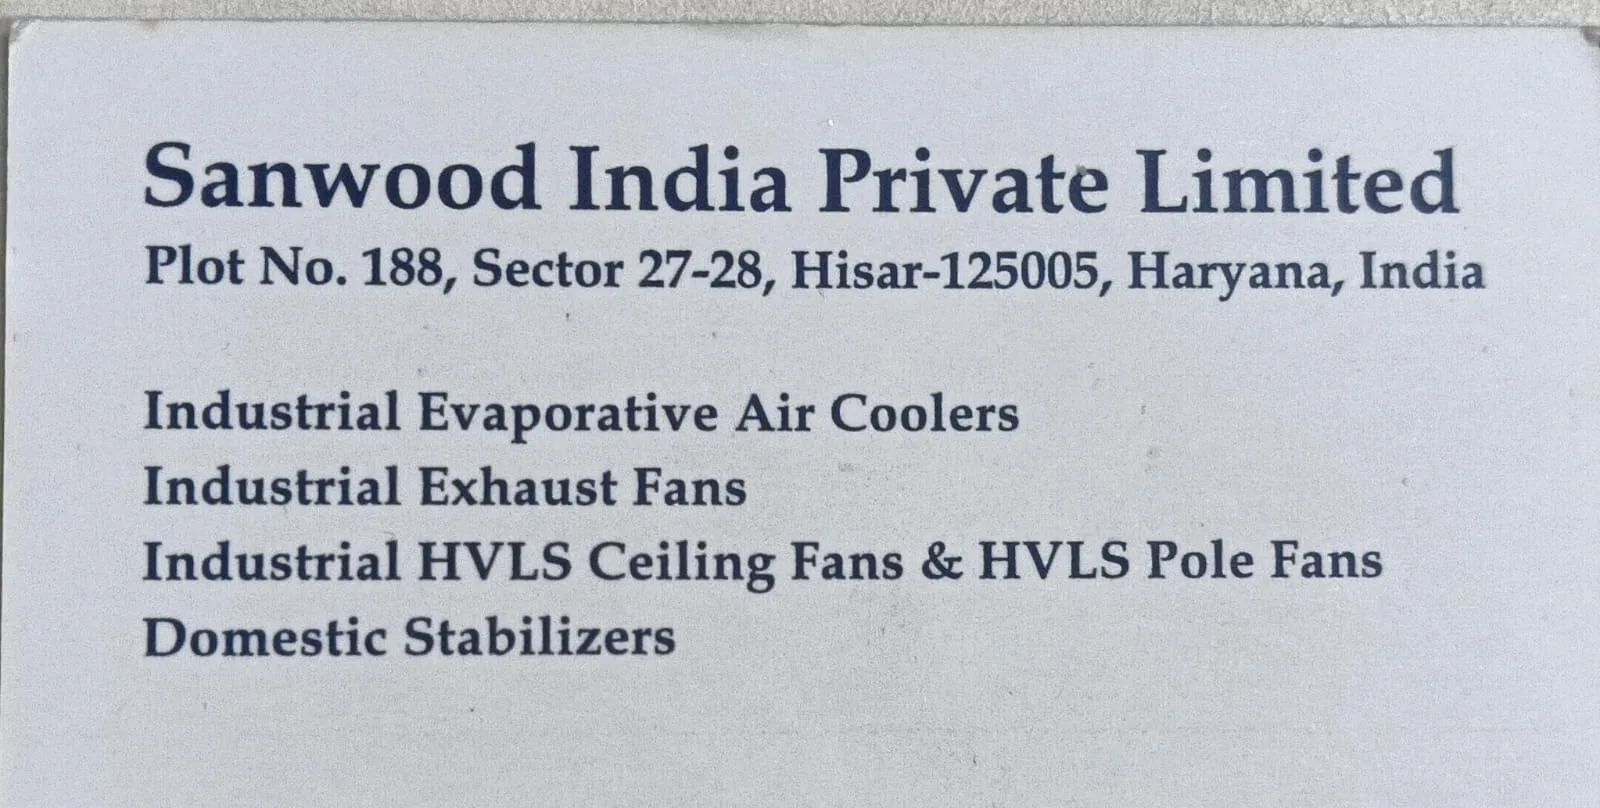 Sanwood India Private Limited
Plot No. 188, Sector 27-28, Hisar-125005, Haryana, India
Industrial Evaporative Air Coolers
Industrial Exhaust Fans
Industrial HVLS Ceiling Fans & HVLS Pole Fans
Domestic Stabilizers